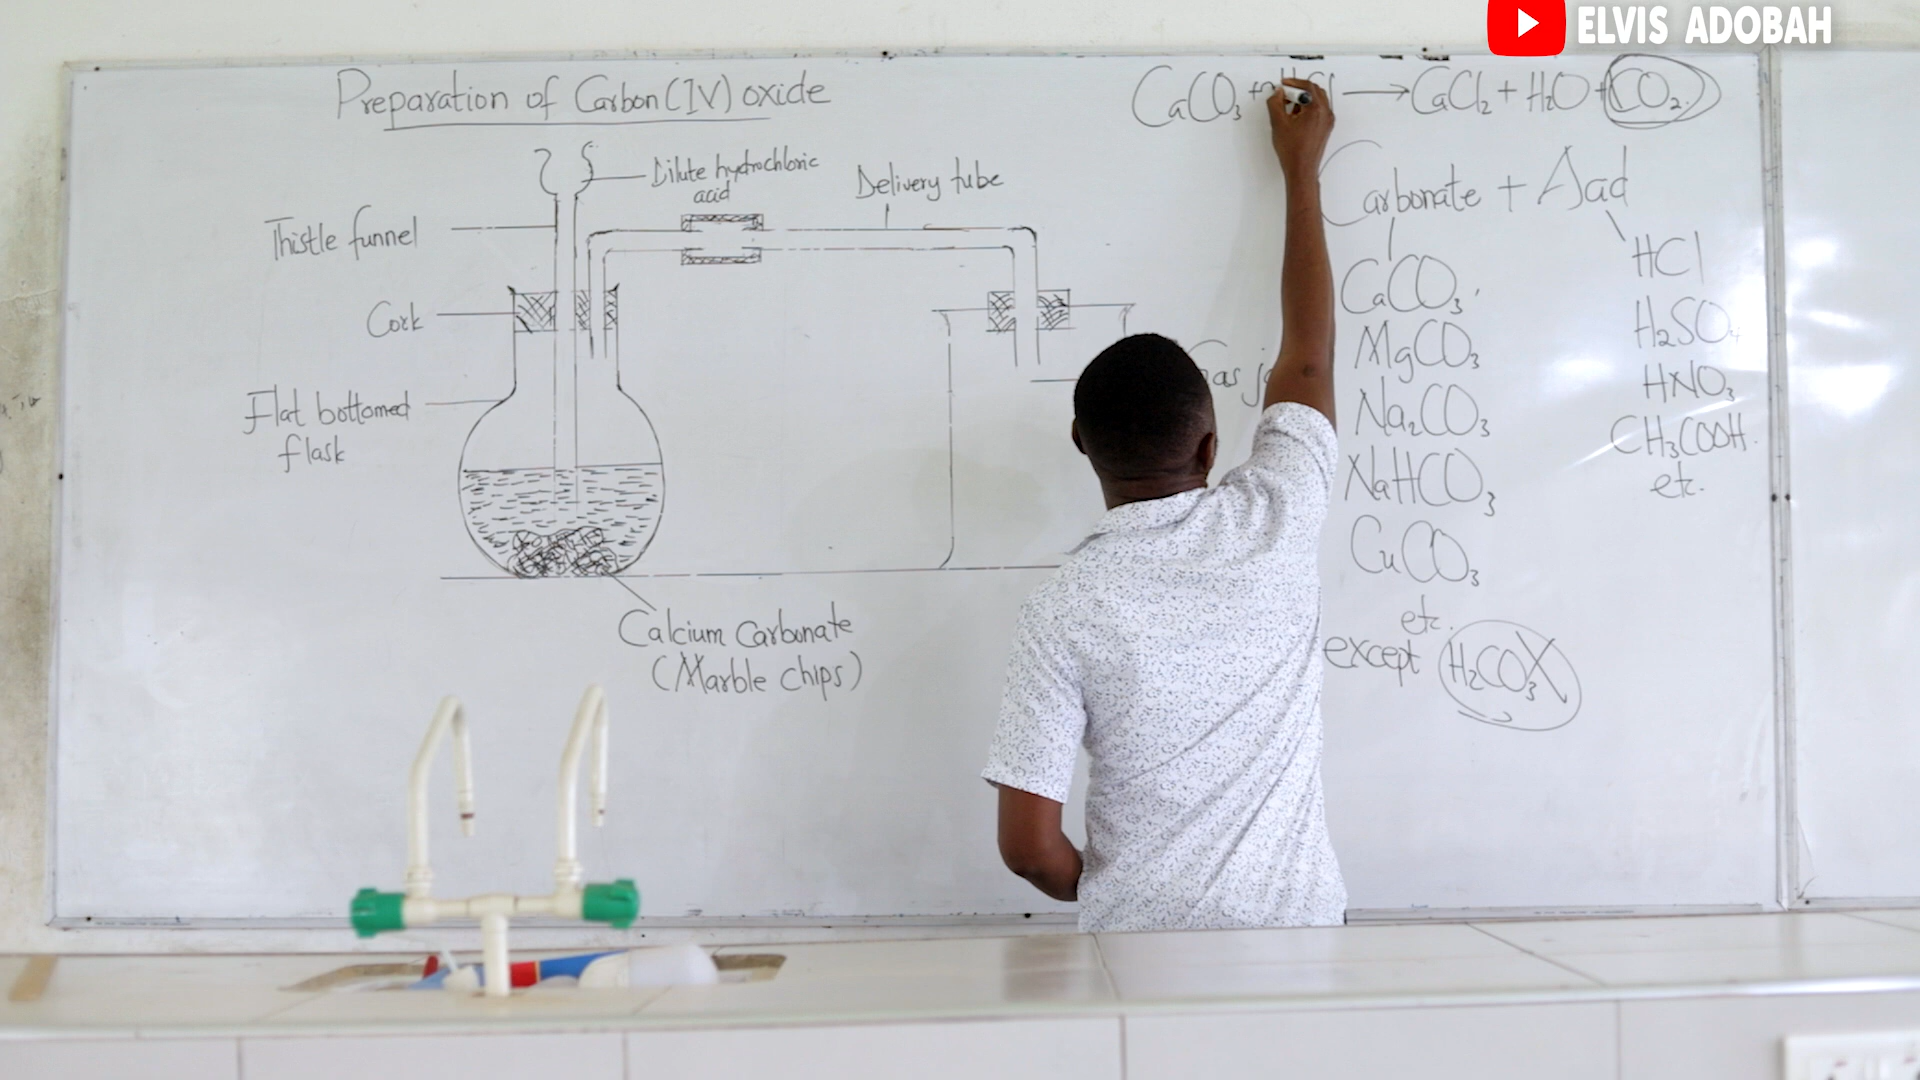 ELVIS ADOBAH
Preparation of Carbon(IV) oxide
CaCO₃ + HCl → CaCl₂ + H₂O + CO₂
Dilute hydrochloric
acid
Delivery tube
Thistle funnel
Cork
Flat bottomed
flask
Calcium Carbonate
(Marble chips)
Gas
Carbonate + Acid
CaCO₃
MgCO₃
Na₂CO₃
NaHCO₃
CuCO₃
etc.
except H₂CO₃ X
HCl
H₂SO₄
HNO₃
CH₃COOH
etc.